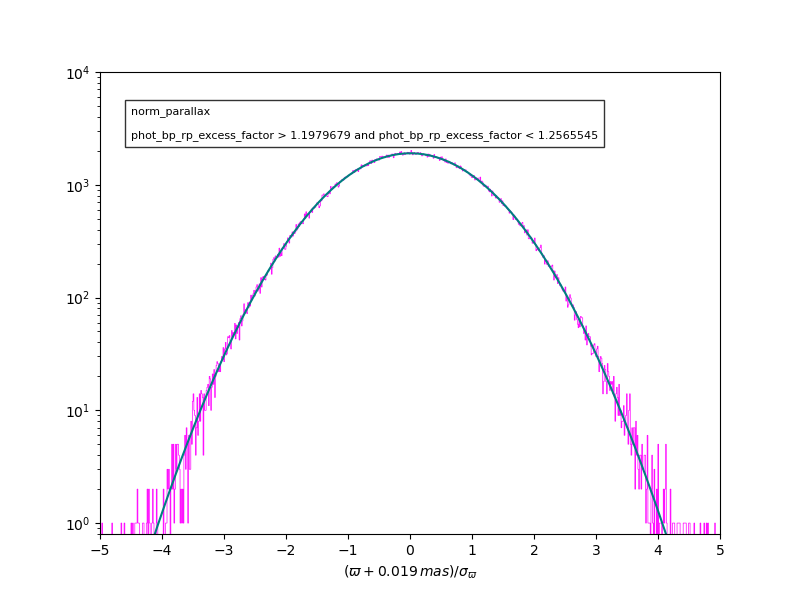 10^4
norm_parallax
phot_bp_rp_excess_factor > 1.1979679 and phot_bp_rp_excess_factor < 1.2565545
10^3
10^2
10^1
10^0
−5 −4 −3 −2 −1 0 1 2 3 4 5
(ϖ + 0.019 mas)/σ_ϖ